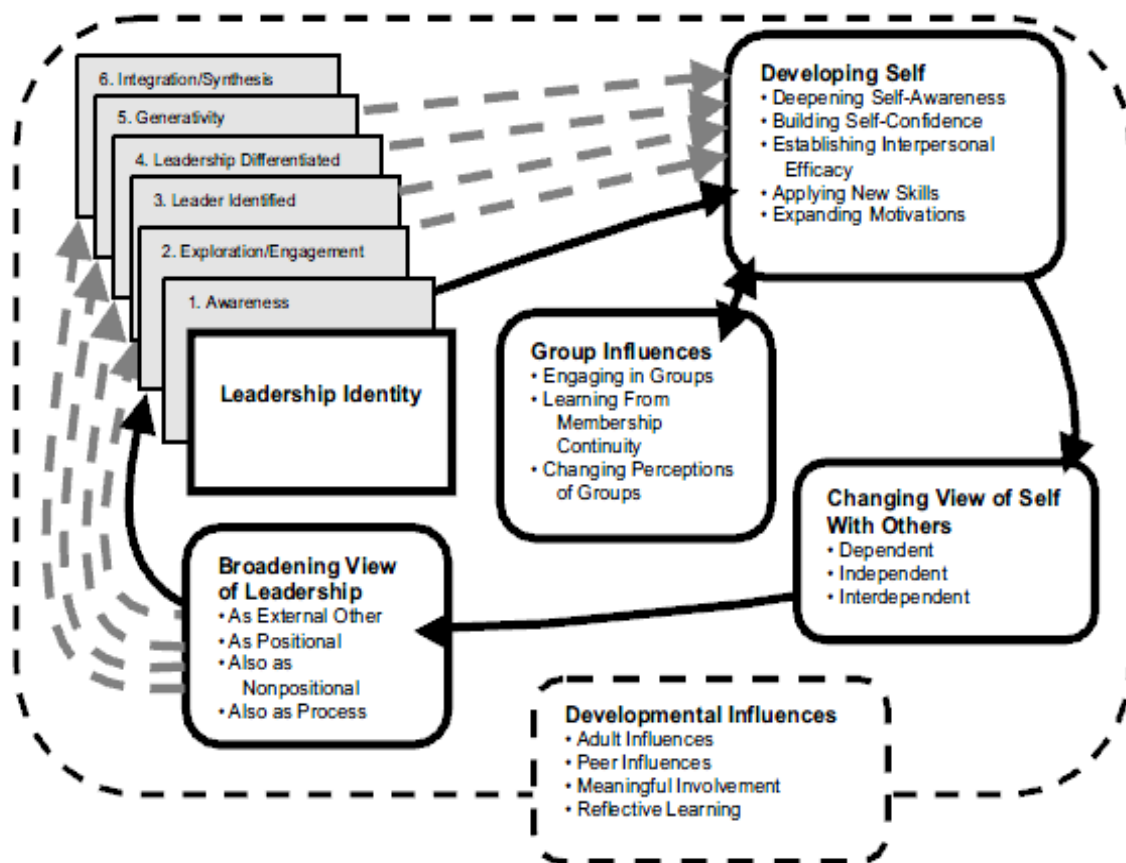 6. Integration/Synthesis
5. Generativity
4. Leadership Differentiated
3. Leader Identified
2. Exploration/Engagement
1. Awareness
Leadership Identity
Developing Self
• Deepening Self-Awareness
• Building Self-Confidence
• Establishing Interpersonal
Efficacy
• Applying New Skills
• Expanding Motivations
Group Influences
• Engaging in Groups
• Learning From
Membership
Continuity
• Changing Perceptions
of Groups
Changing View of Self
With Others
• Dependent
• Independent
• Interdependent
Broadening View
of Leadership
• As External Other
• As Positional
• Also as
Nonpositional
• Also as Process
Developmental Influences
• Adult Influences
• Peer Influences
• Meaningful Involvement
• Reflective Learning